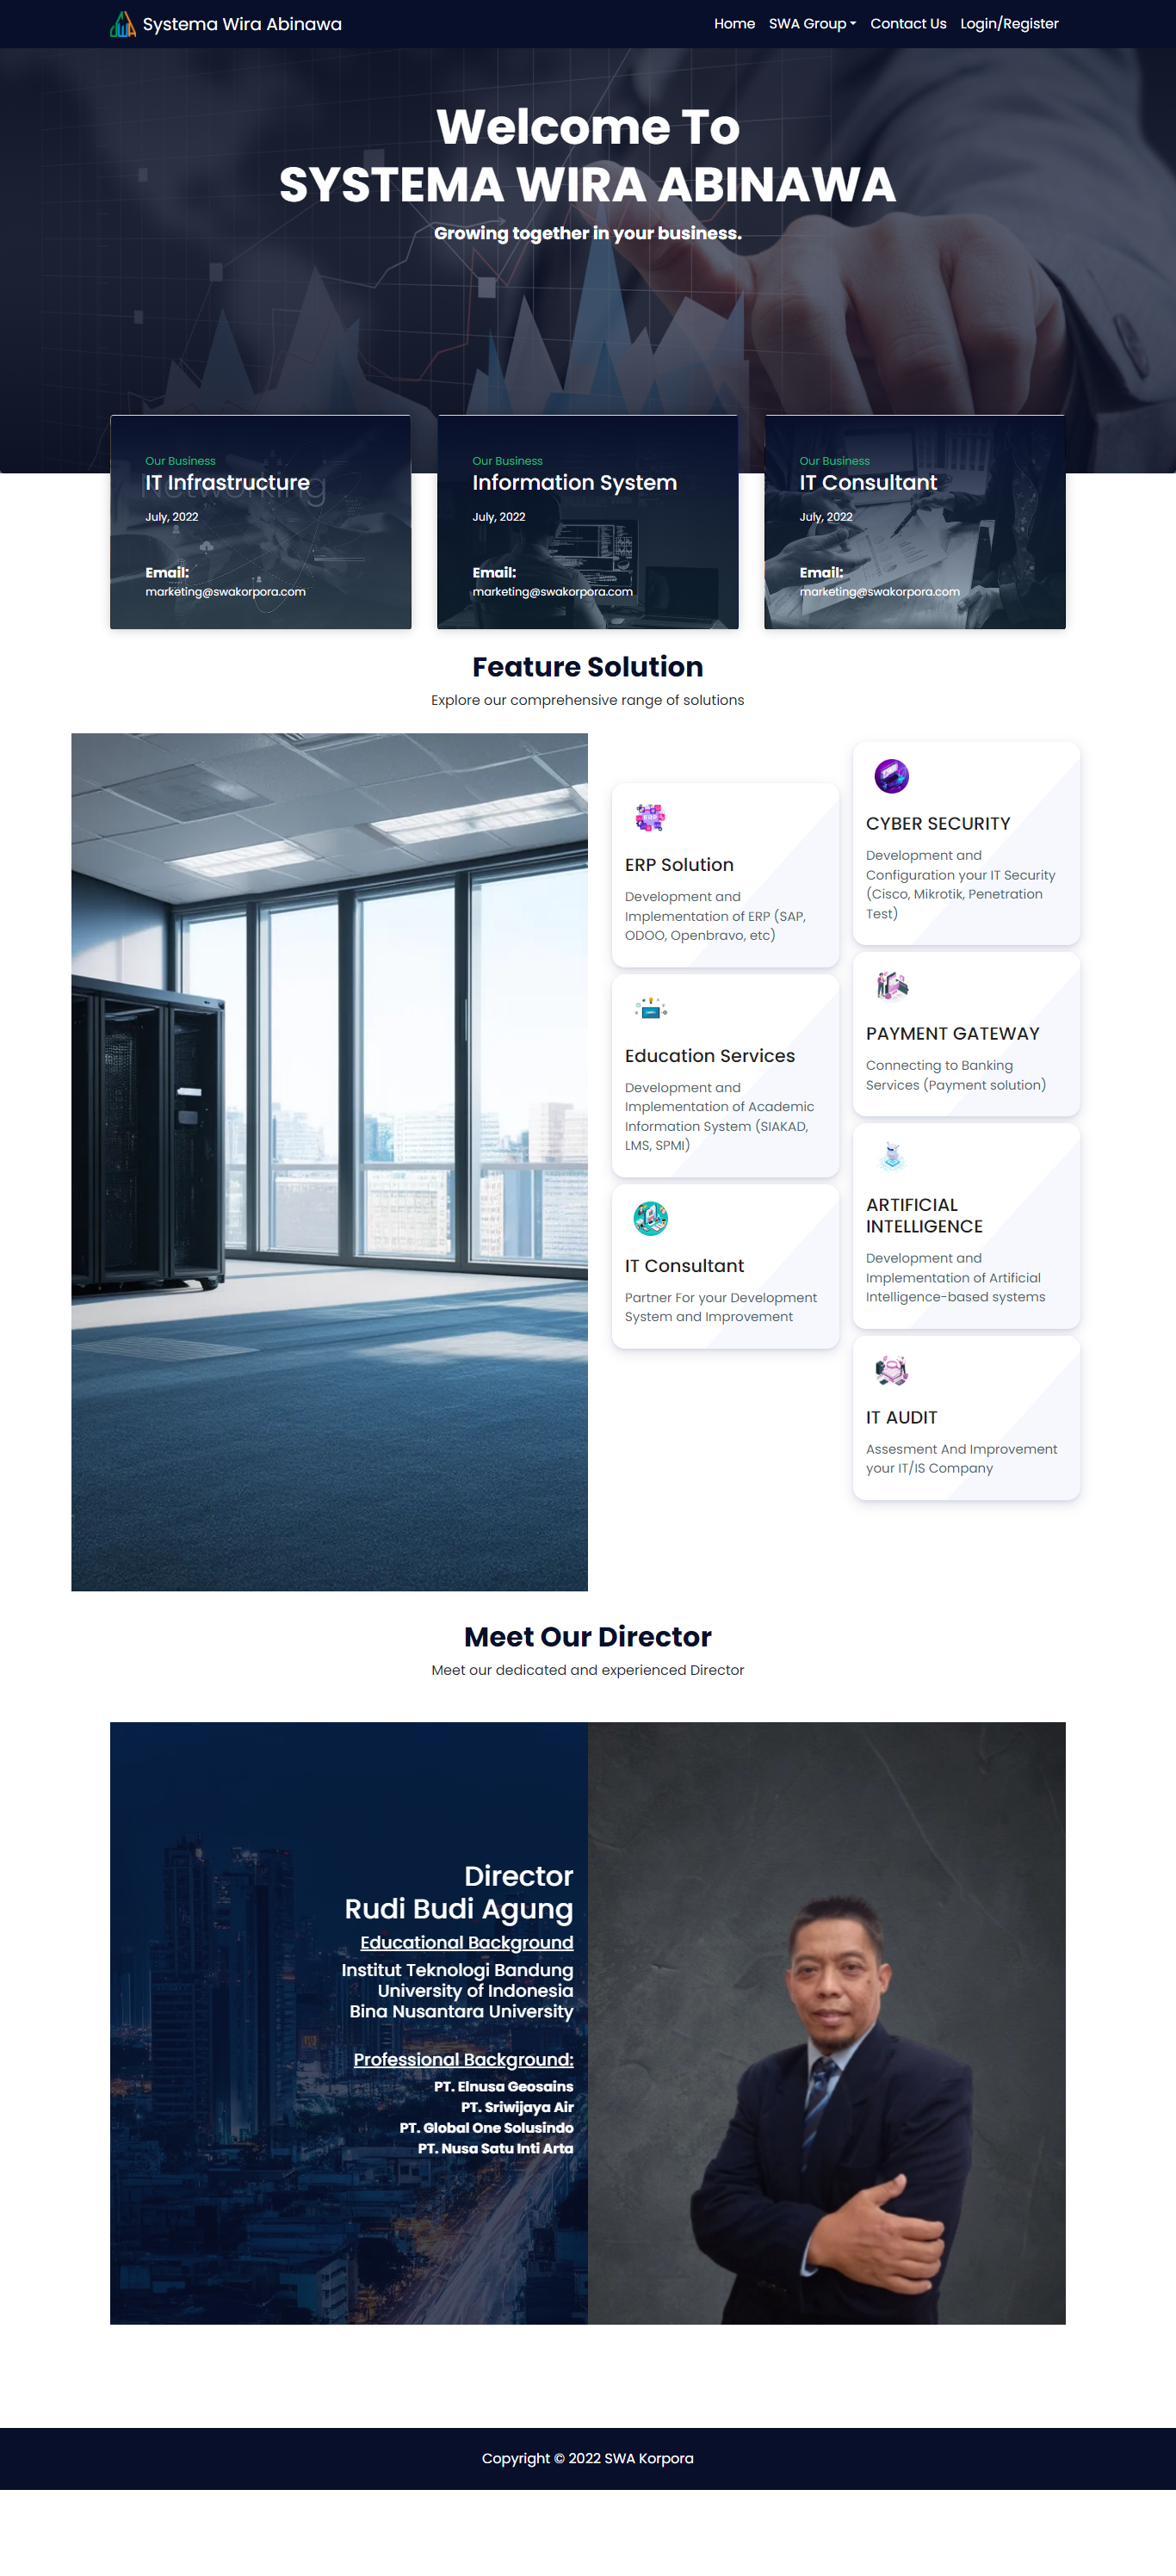 Systema Wira Abinawa
Home
SWA Group
Contact Us
Login/Register
Welcome To
SYSTEMA WIRA ABINAWA
Growing together in your business.
Our Business
Networking
IT Infrastructure
July, 2022
Email:
marketing@swakorpora.com
Our Business
Information System
July, 2022
Email:
marketing@swakorpora.com
Our Business
IT Consultant
July, 2022
Email:
marketing@swakorpora.com
Feature Solution
Explore our comprehensive range of solutions
ERP
ERP Solution
Development and
Implementation of ERP (SAP,
ODOO, Openbravo, etc)
Education Services
Development and
Implementation of Academic
Information System (SIAKAD,
LMS, SPMI)
IT Consultant
Partner For your Development
System and Improvement
CYBER SECURITY
Development and
Configuration your IT Security
(Cisco, Mikrotik, Penetration
Test)
PAYMENT GATEWAY
Connecting to Banking
Services (Payment solution)
ARTIFICIAL
INTELLIGENCE
Development and
Implementation of Artificial
Intelligence-based systems
IT AUDIT
Assesment And Improvement
your IT/IS Company
Meet Our Director
Meet our dedicated and experienced Director
Director
Rudi Budi Agung
Educational Background
Institut Teknologi Bandung
University of Indonesia
Bina Nusantara University
Professional Background:
PT. Elnusa Geosains
PT. Sriwijaya Air
PT. Global One Solusindo
PT. Nusa Satu Inti Arta
Copyright © 2022 SWA Korpora